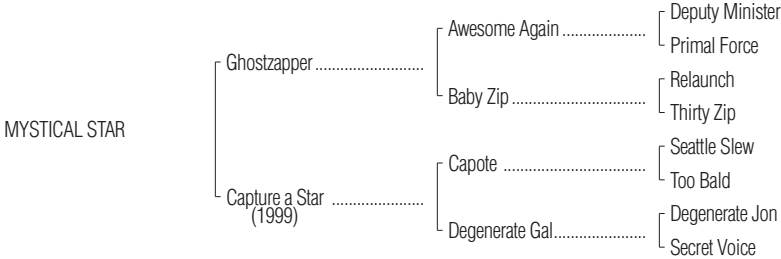 Deputy Minister
Awesome Again ....................
Primal Force
Ghostzapper ..........................
Relaunch
Baby Zip ................................
Thirty Zip
MYSTICAL STAR
Seattle Slew
Capote ..................................
Too Bald
Capture a Star ......................
(1999)
Degenerate Jon
Degenerate Gal ......................
Secret Voice